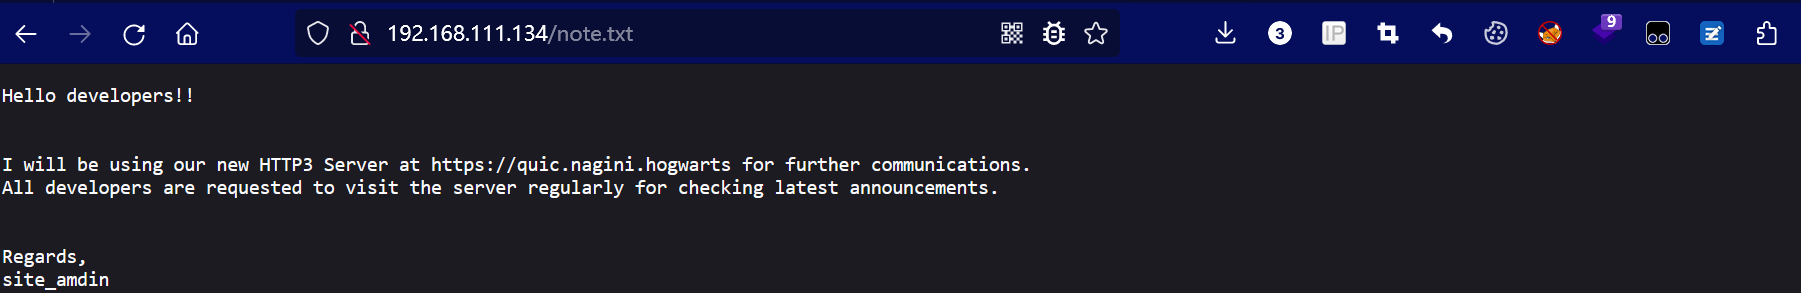 192.168.111.134/note.txt
3
IP
9
Hello developers!!
I will be using our new HTTP3 Server at https://quic.nagini.hogwarts for further communications.
All developers are requested to visit the server regularly for checking latest announcements.
Regards,
site_amdin